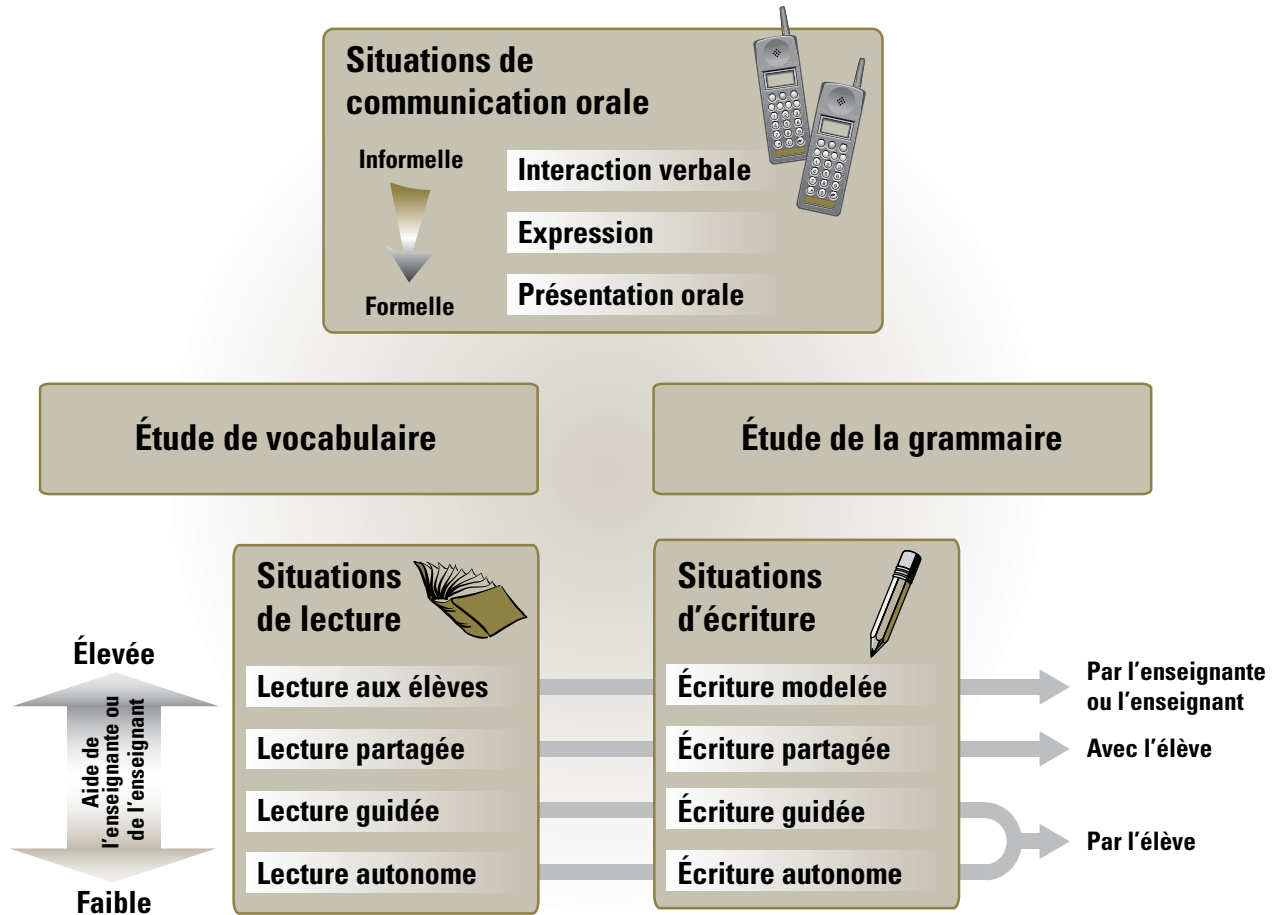 Situations de
communication orale
Informelle
Formelle
Interaction verbale
Expression
Présentation orale
Étude de vocabulaire
Étude de la grammaire
Élevée
Aide de
l'enseignante ou
de l'enseignant
Faible
Situations
de lecture
Lecture aux élèves
Lecture partagée
Lecture guidée
Lecture autonome
Situations
d'écriture
Écriture modelée
Écriture partagée
Écriture guidée
Écriture autonome
Par l'enseignante
ou l'enseignant
Avec l'élève
Par l'élève